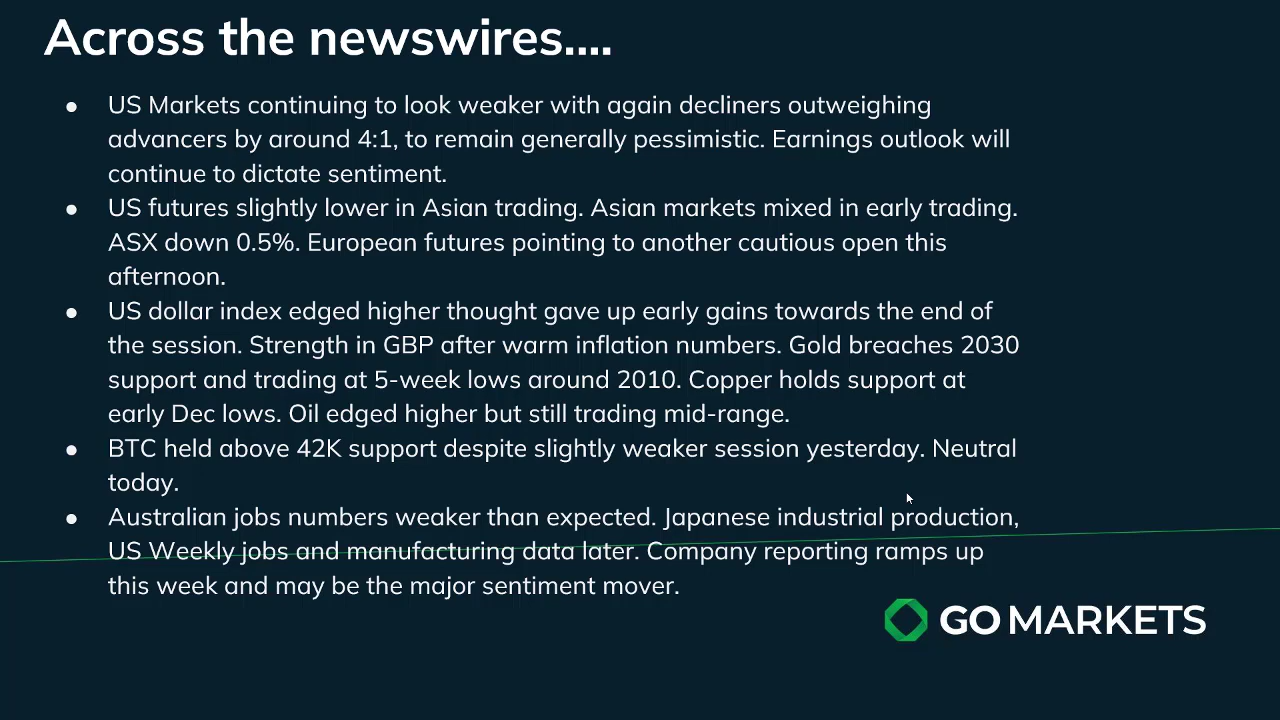 Across the newswires....
● US Markets continuing to look weaker with again decliners outweighing
advancers by around 4:1, to remain generally pessimistic. Earnings outlook will
continue to dictate sentiment.
● US futures slightly lower in Asian trading. Asian markets mixed in early trading.
ASX down 0.5%. European futures pointing to another cautious open this
afternoon.
● US dollar index edged higher thought gave up early gains towards the end of
the session. Strength in GBP after warm inflation numbers. Gold breaches 2030
support and trading at 5-week lows around 2010. Copper holds support at
early Dec lows. Oil edged higher but still trading mid-range.
● BTC held above 42K support despite slightly weaker session yesterday. Neutral
today.
● Australian jobs numbers weaker than expected. Japanese industrial production,
US Weekly jobs and manufacturing data later. Company reporting ramps up
this week and may be the major sentiment mover.
GO MARKETS